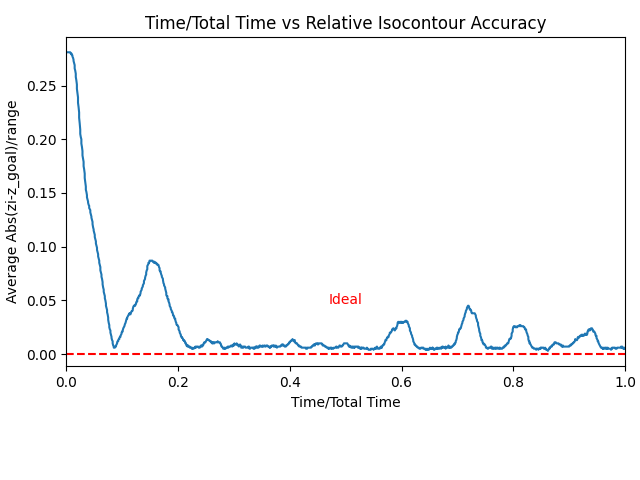 Time/Total Time vs Relative Isocontour Accuracy
Average Abs(zi-z_goal)/range
0.25
0.20
0.15
0.10
0.05
0.00
Ideal
0.0 0.2 0.4 0.6 0.8 1.0
Time/Total Time